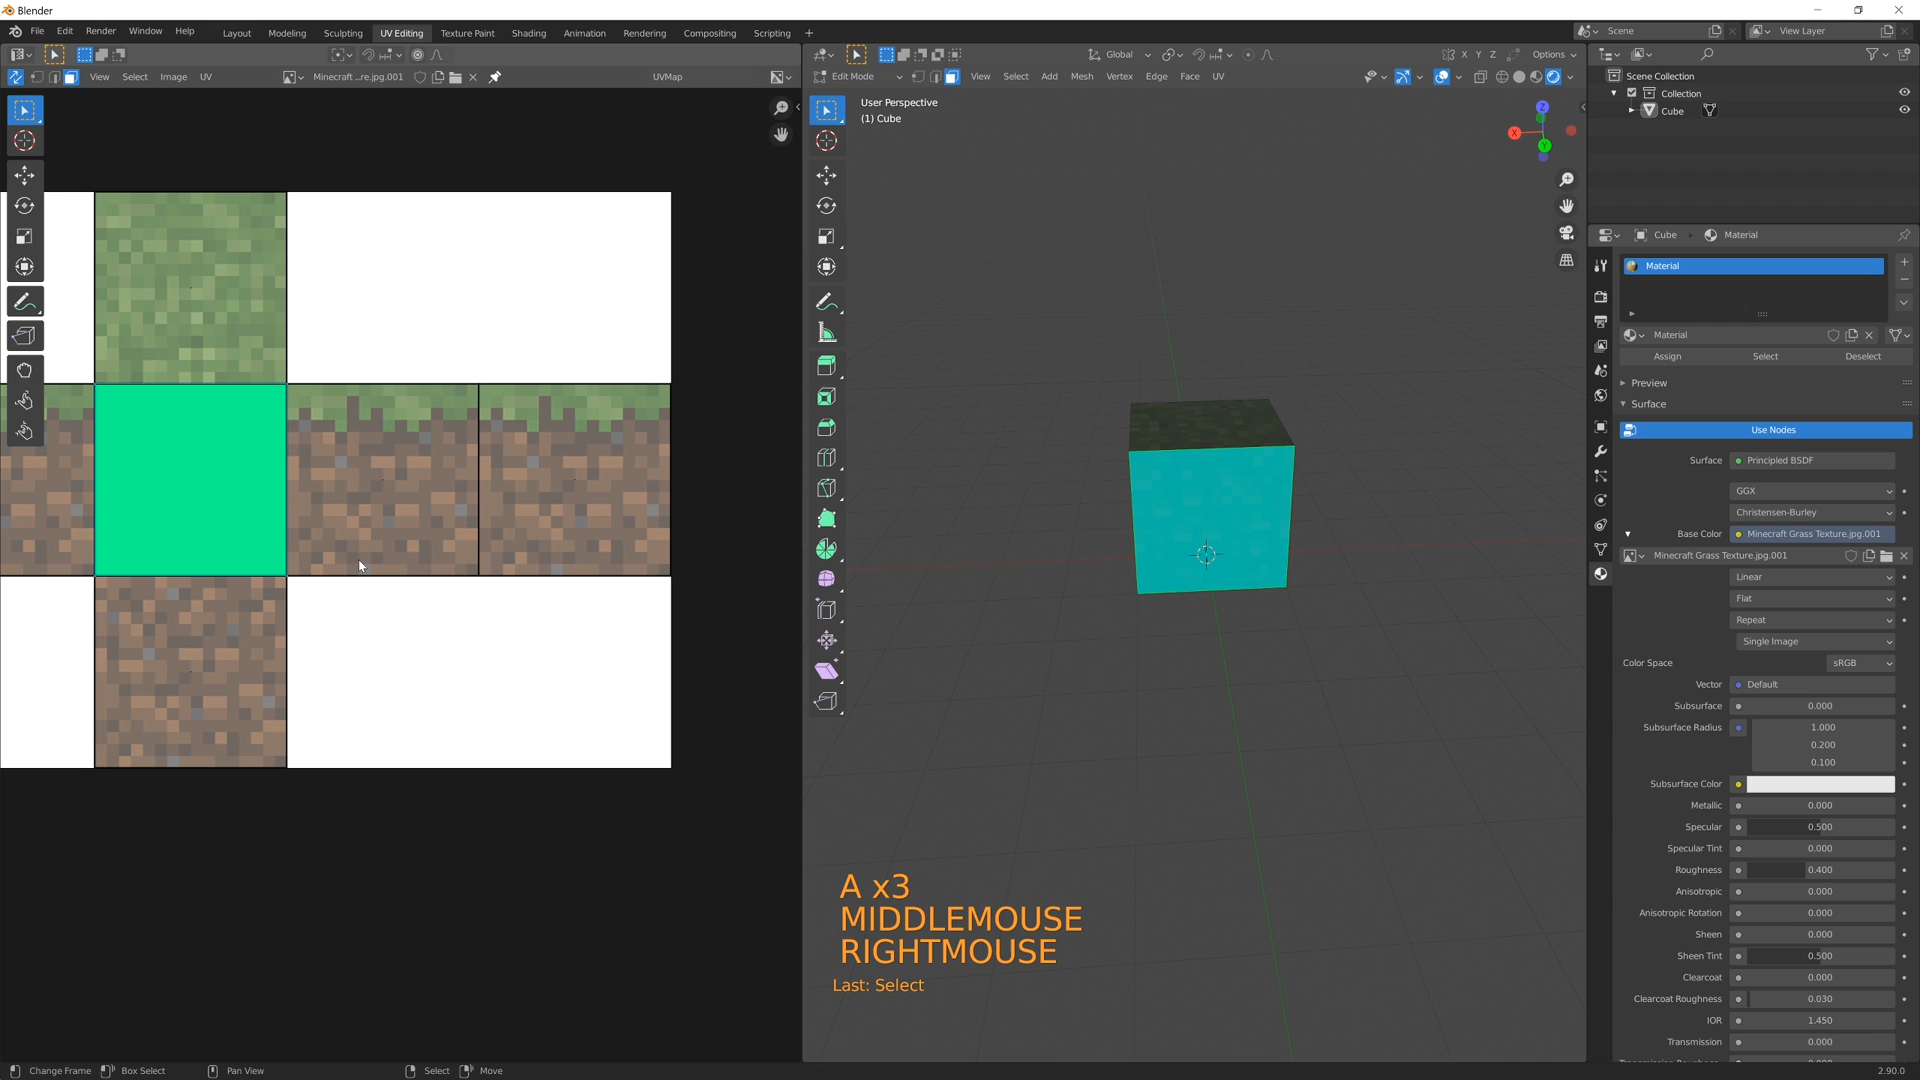 Blender
File Edit Render Window Help Layout Modeling Sculpting UV Editing Texture Paint Shading Animation Rendering Compositing Scripting + Scene View Layer
Global X Y Z Options
View Select Image UV Minecraft ...re.jpg.001 UVMap Edit Mode View Select Add Mesh Vertex Edge Face UV
User Perspective
(1) Cube
Z
X
Y
Scene Collection
Collection
Cube
Cube Material
Material
Material
Assign Select Deselect
Preview
Surface
Use Nodes
Surface Principled BSDF
GGX
Christensen-Burley
Base Color Minecraft Grass Texture.jpg.001
Minecraft Grass Texture.jpg.001
Linear
Flat
Repeat
Single Image
Color Space sRGB
Vector Default
Subsurface 0.000
Subsurface Radius 1.000
0.200
0.100
Subsurface Color
Metallic 0.000
Specular 0.500
Specular Tint 0.000
Roughness 0.400
Anisotropic 0.000
Anisotropic Rotation 0.000
Sheen 0.000
Sheen Tint 0.500
Clearcoat 0.000
Clearcoat Roughness 0.030
IOR 1.450
Transmission 0.000
A x3
MIDDLEMOUSE
RIGHTMOUSE
Last: Select
Change Frame Box Select Pan View Select Move 2.90.0